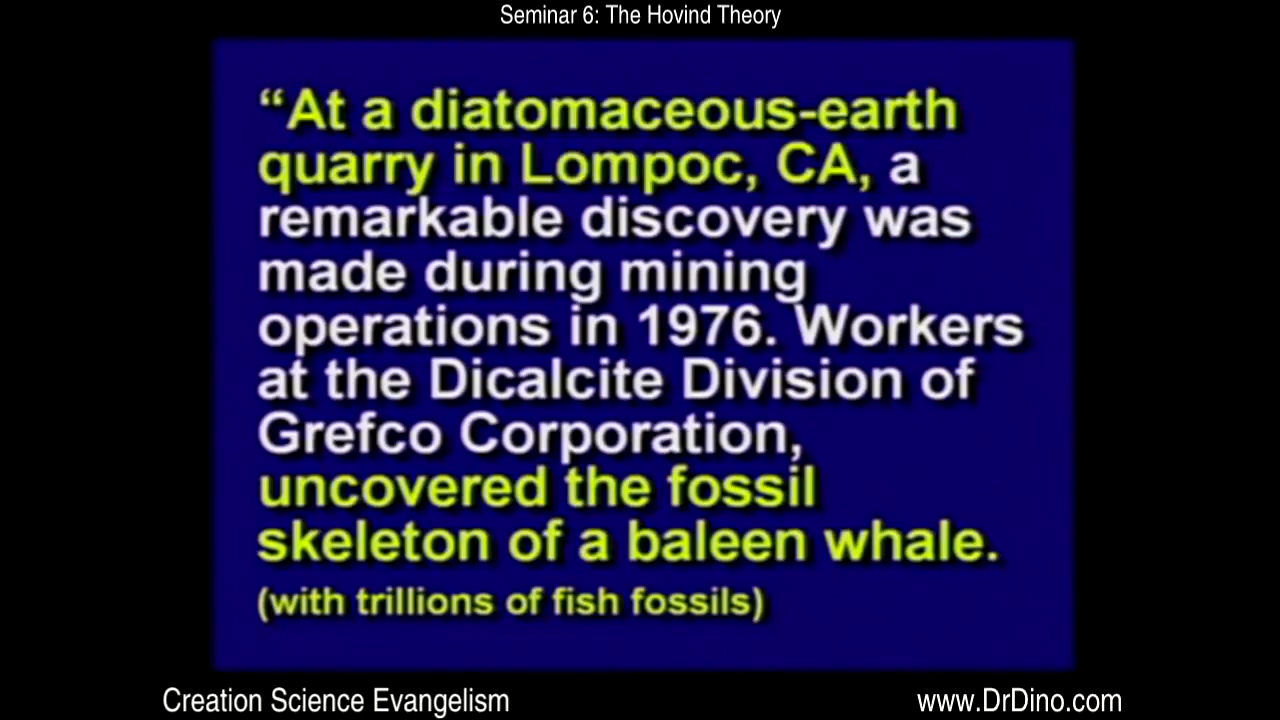 Seminar 6: The Hovind Theory
“At a diatomaceous-earth
quarry in Lompoc, CA, a
remarkable discovery was
made during mining
operations in 1976. Workers
at the Dicalcite Division of
Grefco Corporation,
uncovered the fossil
skeleton of a baleen whale.
(with trillions of fish fossils)
Creation Science Evangelism
www.DrDino.com